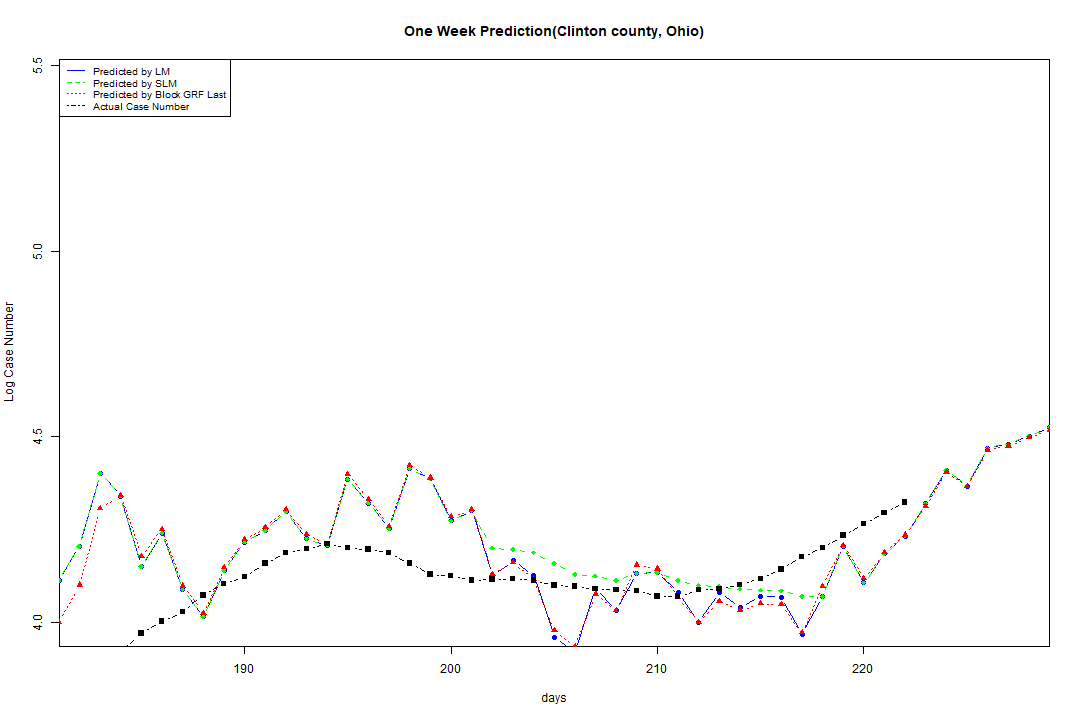 One Week Prediction(Clinton county, Ohio)
5.5
Predicted by LM
Predicted by SLM
Predicted by Block GRF Last
Actual Case Number
5.0
Log Case Number
4.5
4.0
190 200 210 220
days